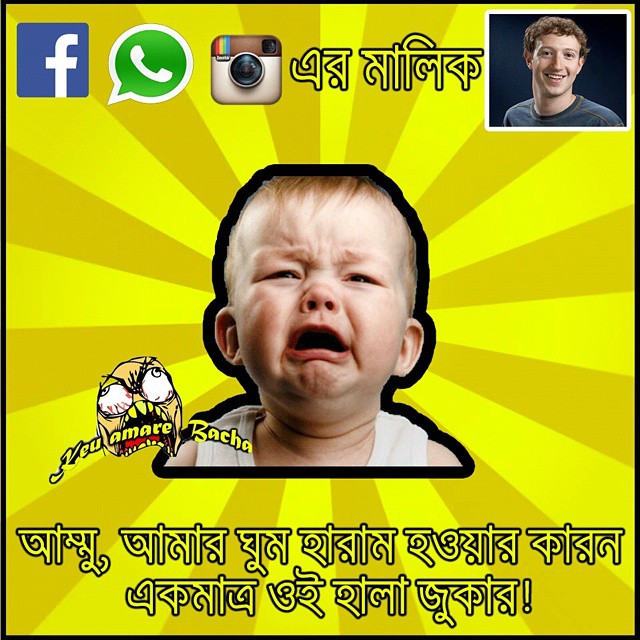 এর মালিক
Keu amare Bacha
আম্মু, আমার ঘুম হারাম হওয়ার কারন
একমাত্র ওই হালা জুকার!